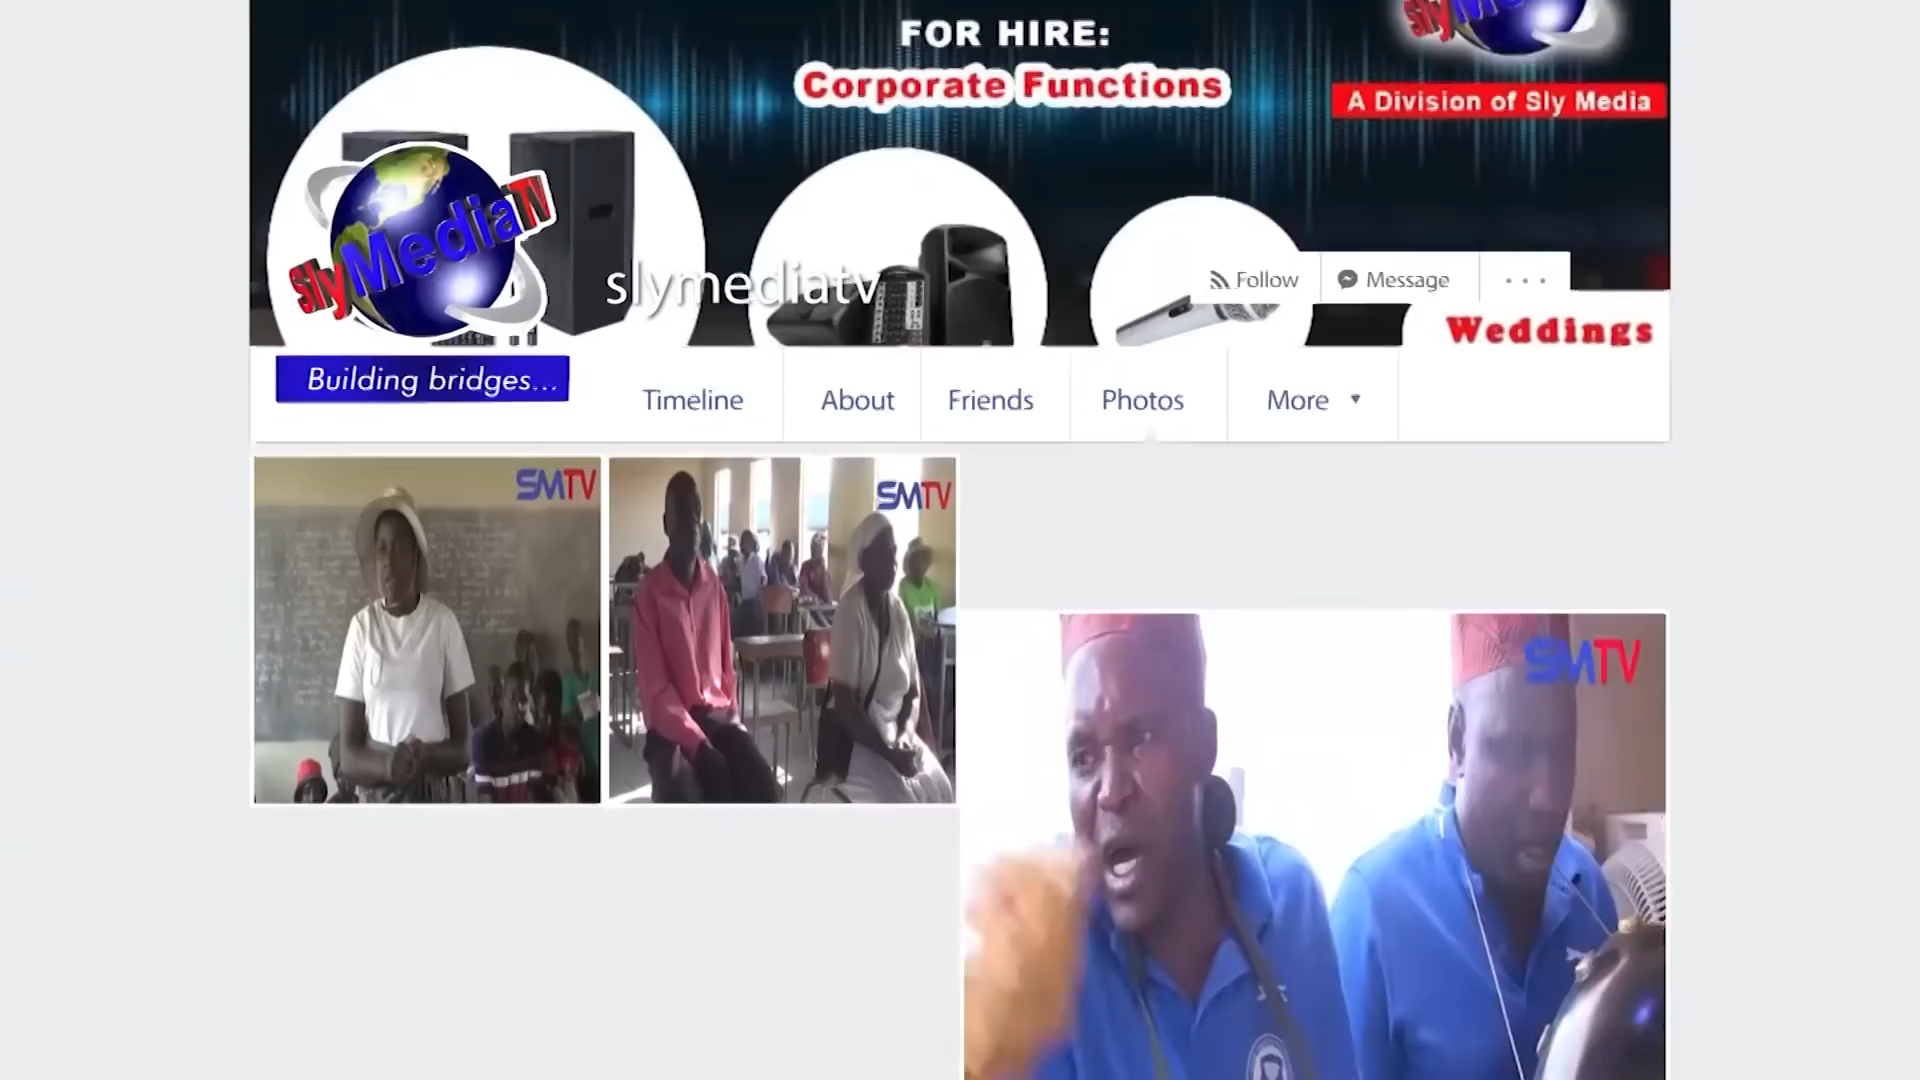 FOR HIRE:
Corporate Functions
SlyMe
A Division of Sly Media
SlyMediaTV
slymediatv
Follow
Message
Weddings
Building bridges...
Timeline
About
Friends
Photos
More
SMTV
SMTV
SMTV